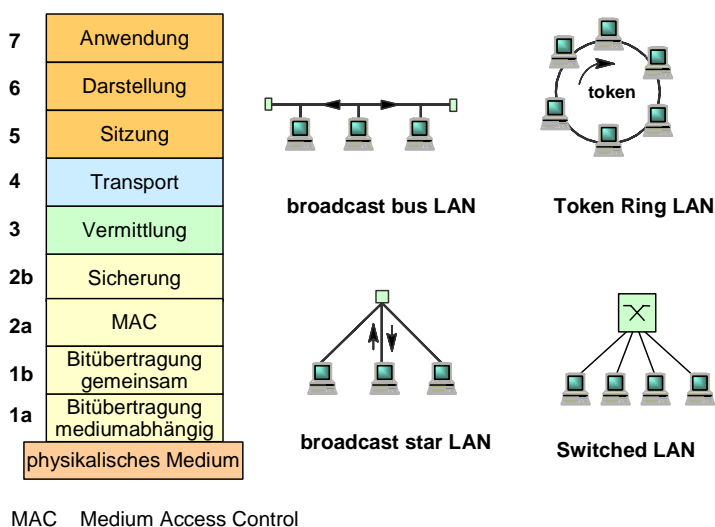 7 Anwendung
6 Darstellung
5 Sitzung
4 Transport
3 Vermittlung
2b Sicherung
2a MAC
1b Bitübertragung
gemeinsam
1a Bitübertragung
mediumabhängig
physikalisches Medium
broadcast bus LAN
token
Token Ring LAN
broadcast star LAN
Switched LAN
MAC Medium Access Control